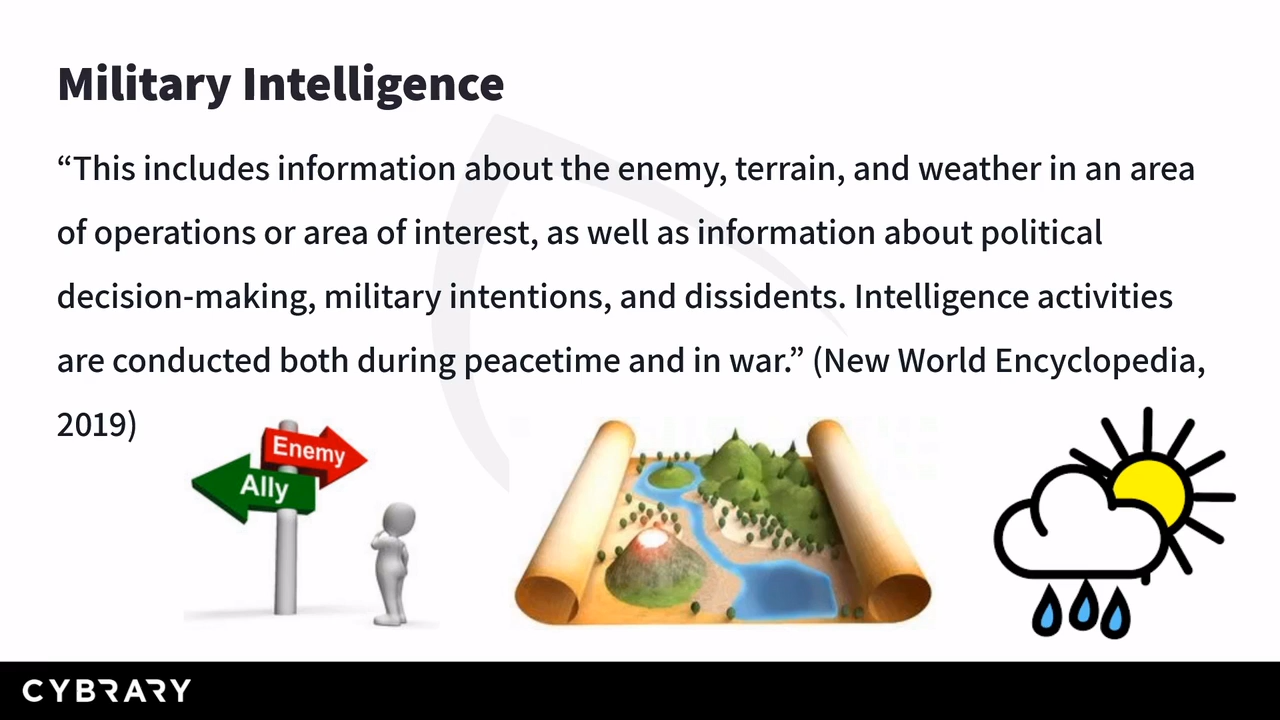 Military Intelligence
“This includes information about the enemy, terrain, and weather in an area
of operations or area of interest, as well as information about political
decision-making, military intentions, and dissidents. Intelligence activities
are conducted both during peacetime and in war.” (New World Encyclopedia,
2019)
Enemy
Ally
CYBRARY